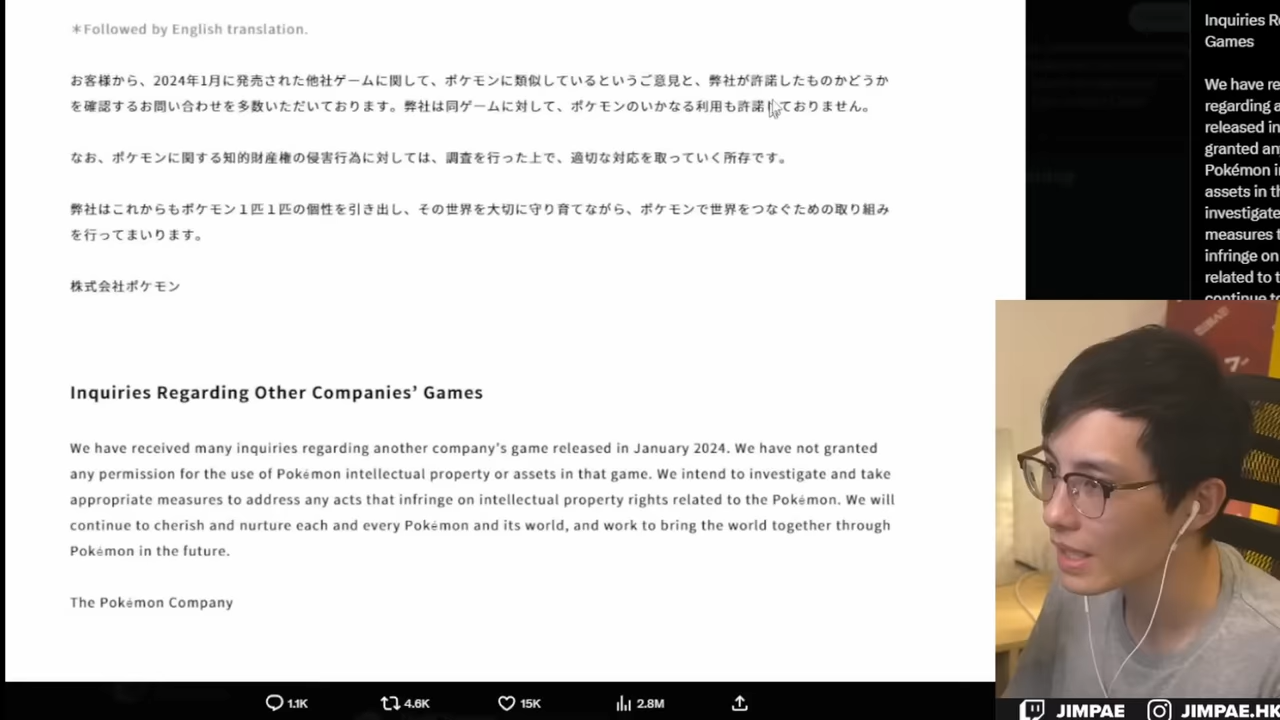 *Followed by English translation.
お客様から、2024年1月に発売された他社ゲームに関して、ポケモンに類似しているというご意見と、弊社が許諾したものかどうか
を確認するお問い合わせを多数いただいております。弊社は同ゲームに対して、ポケモンのいかなる利用も許諾しておりません。
なお、ポケモンに関する知的財産権の侵害行為に対しては、調査を行った上で、適切な対応を取っていく所存です。
弊社はこれからもポケモン1匹1匹の個性を引き出し、その世界を大切に守り育てながら、ポケモンで世界をつなぐための取り組み
を行ってまいります。
株式会社ポケモン
Inquiries Regarding Other Companies’ Games
We have received many inquiries regarding another company’s game released in January 2024. We have not granted
any permission for the use of Pokémon intellectual property or assets in that game. We intend to investigate and take
appropriate measures to address any acts that infringe on intellectual property rights related to the Pokémon. We will
continue to cherish and nurture each and every Pokémon and its world, and work to bring the world together through
Pokémon in the future.
The Pokémon Company
1.1K 4.6K 15K 2.8M
Inquiries Re
Games
We have re
regarding a
released in
granted an
Pokémon i
assets in th
investigate
measures t
infringe on
related to t
continue to
JIMPAE JIMPAE.HK